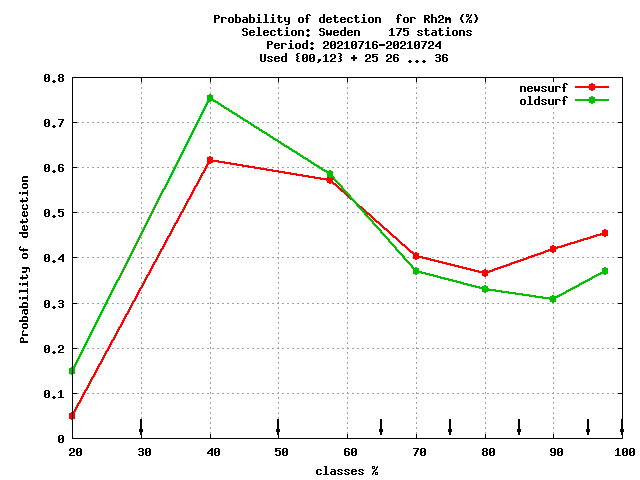 Probability of detection  for Rh2m (%)
Selection: Sweden    175 stations
Period: 20210716-20210724
Used {00,12} + 25 26 ... 36
newsurf
oldsurf
Probability of detection
0.8
0.7
0.6
0.5
0.4
0.3
0.2
0.1
0
20 30 40 50 60 70 80 90 100
classes %